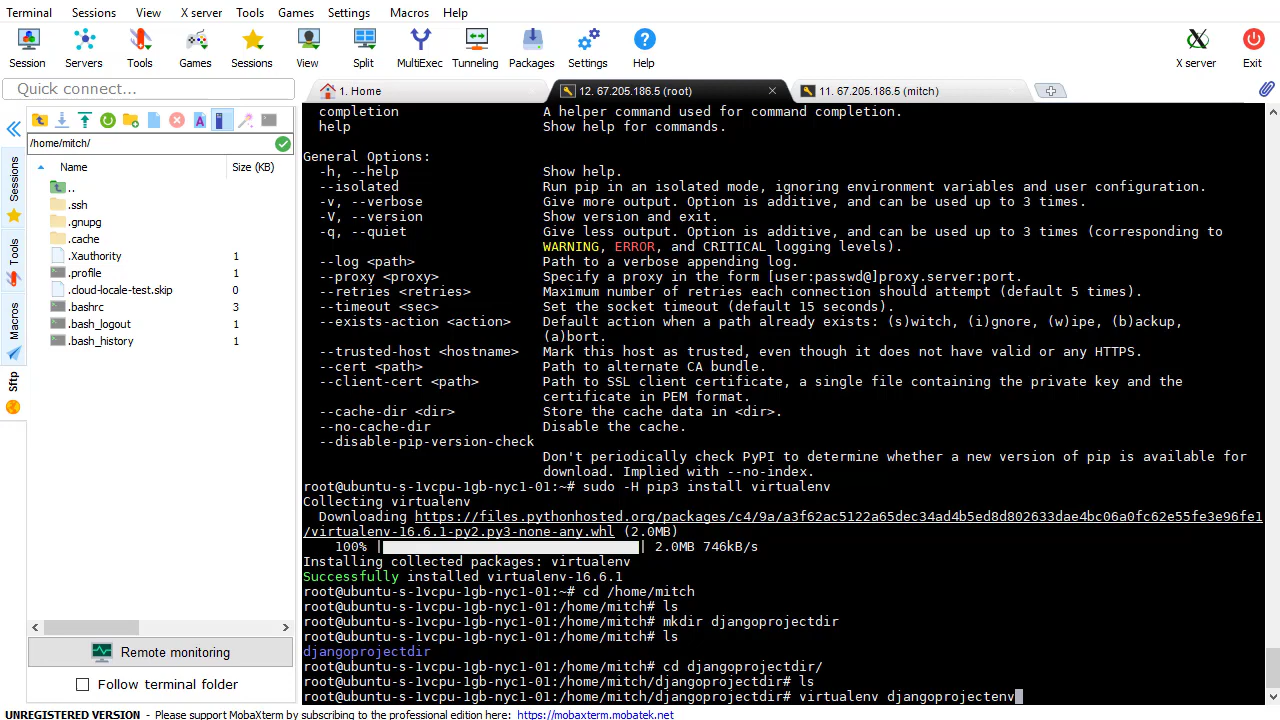 Terminal Sessions View X server Tools Games Settings Macros Help
Session Servers Tools Games Sessions View Split MultiExec Tunneling Packages Settings Help X server Exit
Quick connect...
1. Home
12. 67.205.186.5 (root)
11. 67.205.186.5 (mitch)
Sessions
Tools
Macros
Sftp
/home/mitch/
Name Size (KB)
..
.ssh
.gnupg
.cache
.Xauthority 1
.profile 1
.cloud-locale-test.skip 0
.bashrc 3
.bash_logout 1
.bash_history 1
Remote monitoring
Follow terminal folder
completion A helper command used for command completion.
help Show help for commands.
General Options:
-h, --help Show help.
--isolated Run pip in an isolated mode, ignoring environment variables and user configuration.
-v, --verbose Give more output. Option is additive, and can be used up to 3 times.
-V, --version Show version and exit.
-q, --quiet Give less output. Option is additive, and can be used up to 3 times (corresponding to
WARNING, ERROR, and CRITICAL logging levels).
--log <path> Path to a verbose appending log.
--proxy <proxy> Specify a proxy in the form [user:passwd@]proxy.server:port.
--retries <retries> Maximum number of retries each connection should attempt (default 5 times).
--timeout <sec> Set the socket timeout (default 15 seconds).
--exists-action <action> Default action when a path already exists: (s)witch, (i)gnore, (w)ipe, (b)ackup,
(a)bort.
--trusted-host <hostname> Mark this host as trusted, even though it does not have valid or any HTTPS.
--cert <path> Path to alternate CA bundle.
--client-cert <path> Path to SSL client certificate, a single file containing the private key and the
certificate in PEM format.
--cache-dir <dir> Store the cache data in <dir>.
--no-cache-dir Disable the cache.
--disable-pip-version-check
Don't periodically check PyPI to determine whether a new version of pip is available for
download. Implied with --no-index.
root@ubuntu-s-1vcpu-1gb-nyc1-01:~# sudo -H pip3 install virtualenv
Collecting virtualenv
Downloading https://files.pythonhosted.org/packages/c4/9a/a3f62ac5122a65dec34ad4b5ed8d802633dae4bc06a0fc62e55fe3e96fe1
/virtualenv-16.6.1-py2.py3-none-any.whl (2.0MB)
100% || 2.0MB 746kB/s
Installing collected packages: virtualenv
Successfully installed virtualenv-16.6.1
root@ubuntu-s-1vcpu-1gb-nyc1-01:~# cd /home/mitch
root@ubuntu-s-1vcpu-1gb-nyc1-01:/home/mitch# ls
root@ubuntu-s-1vcpu-1gb-nyc1-01:/home/mitch# mkdir djangoprojectdir
root@ubuntu-s-1vcpu-1gb-nyc1-01:/home/mitch# ls
djangoprojectdir
root@ubuntu-s-1vcpu-1gb-nyc1-01:/home/mitch# cd djangoprojectdir/
root@ubuntu-s-1vcpu-1gb-nyc1-01:/home/mitch/djangoprojectdir# ls
root@ubuntu-s-1vcpu-1gb-nyc1-01:/home/mitch/djangoprojectdir# virtualenv djangoprojectenv
UNREGISTERED VERSION - Please support MobaXterm by subscribing to the professional edition here: https://mobaxterm.mobatek.net